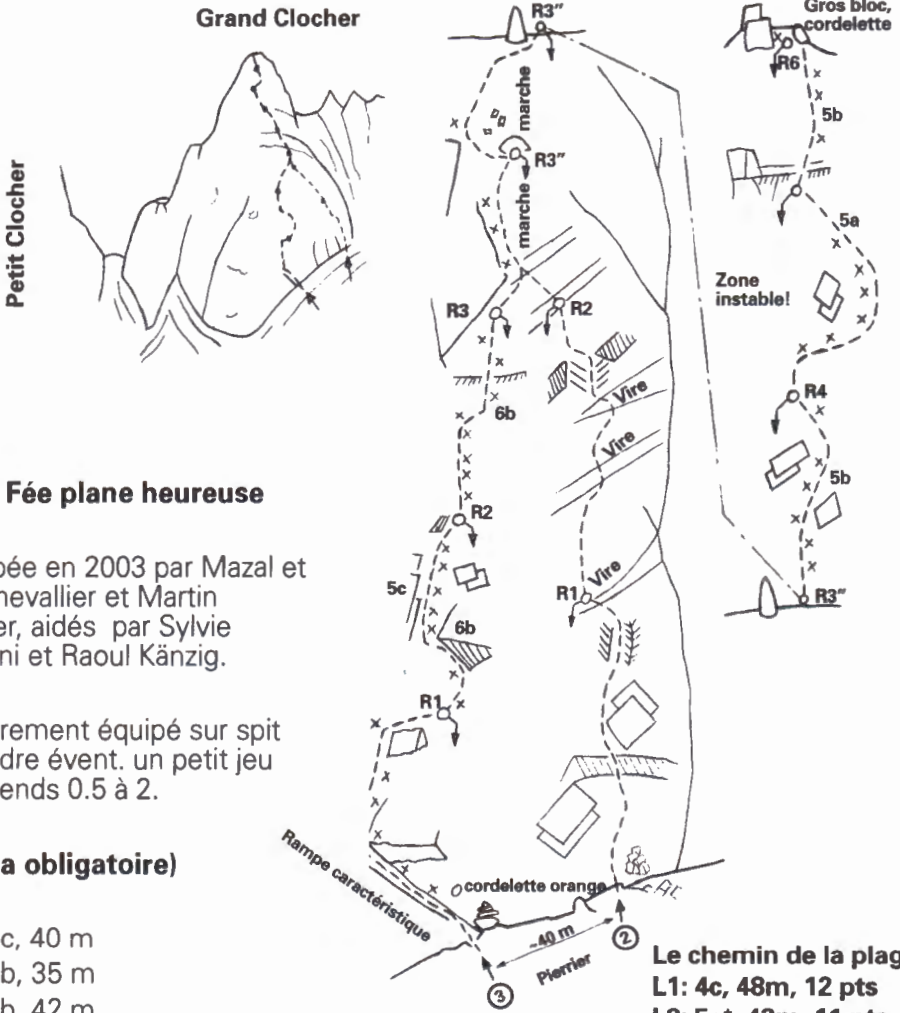 Grand Clocher
Petit Clocher
Fée plane heureuse
pée en 2003 par Mazal et
hevallier et Martin
er, aidés par Sylvie
ni et Raoul Känzig.
rement équipé sur spit
dre évent. un petit jeu
ends 0.5 à 2.
a obligatoire)
c, 40 m
b, 35 m
b, 42 m
R3"
marche
R3"
marche
R3
R2
Vire
6b
Vire
R2
5c
Vire
R1
6b
R1
Rampe caractéristique
cordelette orange
~40 m
Pierrier
2
3
Gros bloc,
cordelette
R6
5b
5a
Zone
instable!
R4
5b
R3"
Le chemin de la plag
L1: 4c, 48m, 12 pts